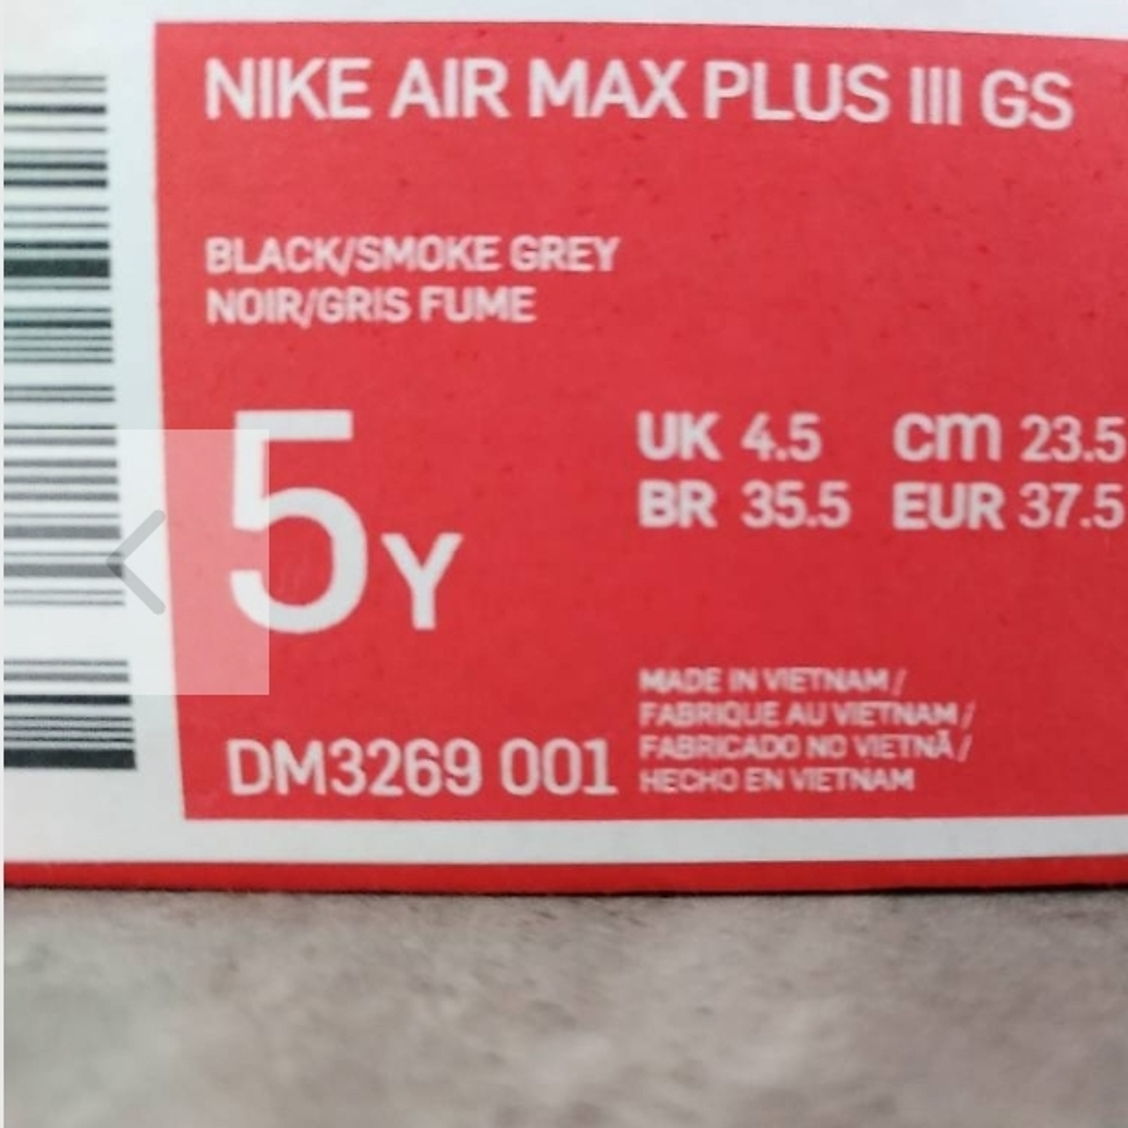 NIKE AIR MAX PLUS III GS
BLACK/SMOKE GREY
NOIR/GRIS FUME
5Y
UK 4.5 cm 23.5
BR 35.5 EUR 37.5
MADE IN VIETNAM /
FABRIQUE AU VIETNAM /
FABRICADO NO VIETNÃ /
HECHO EN VIETNAM
DM3269 001